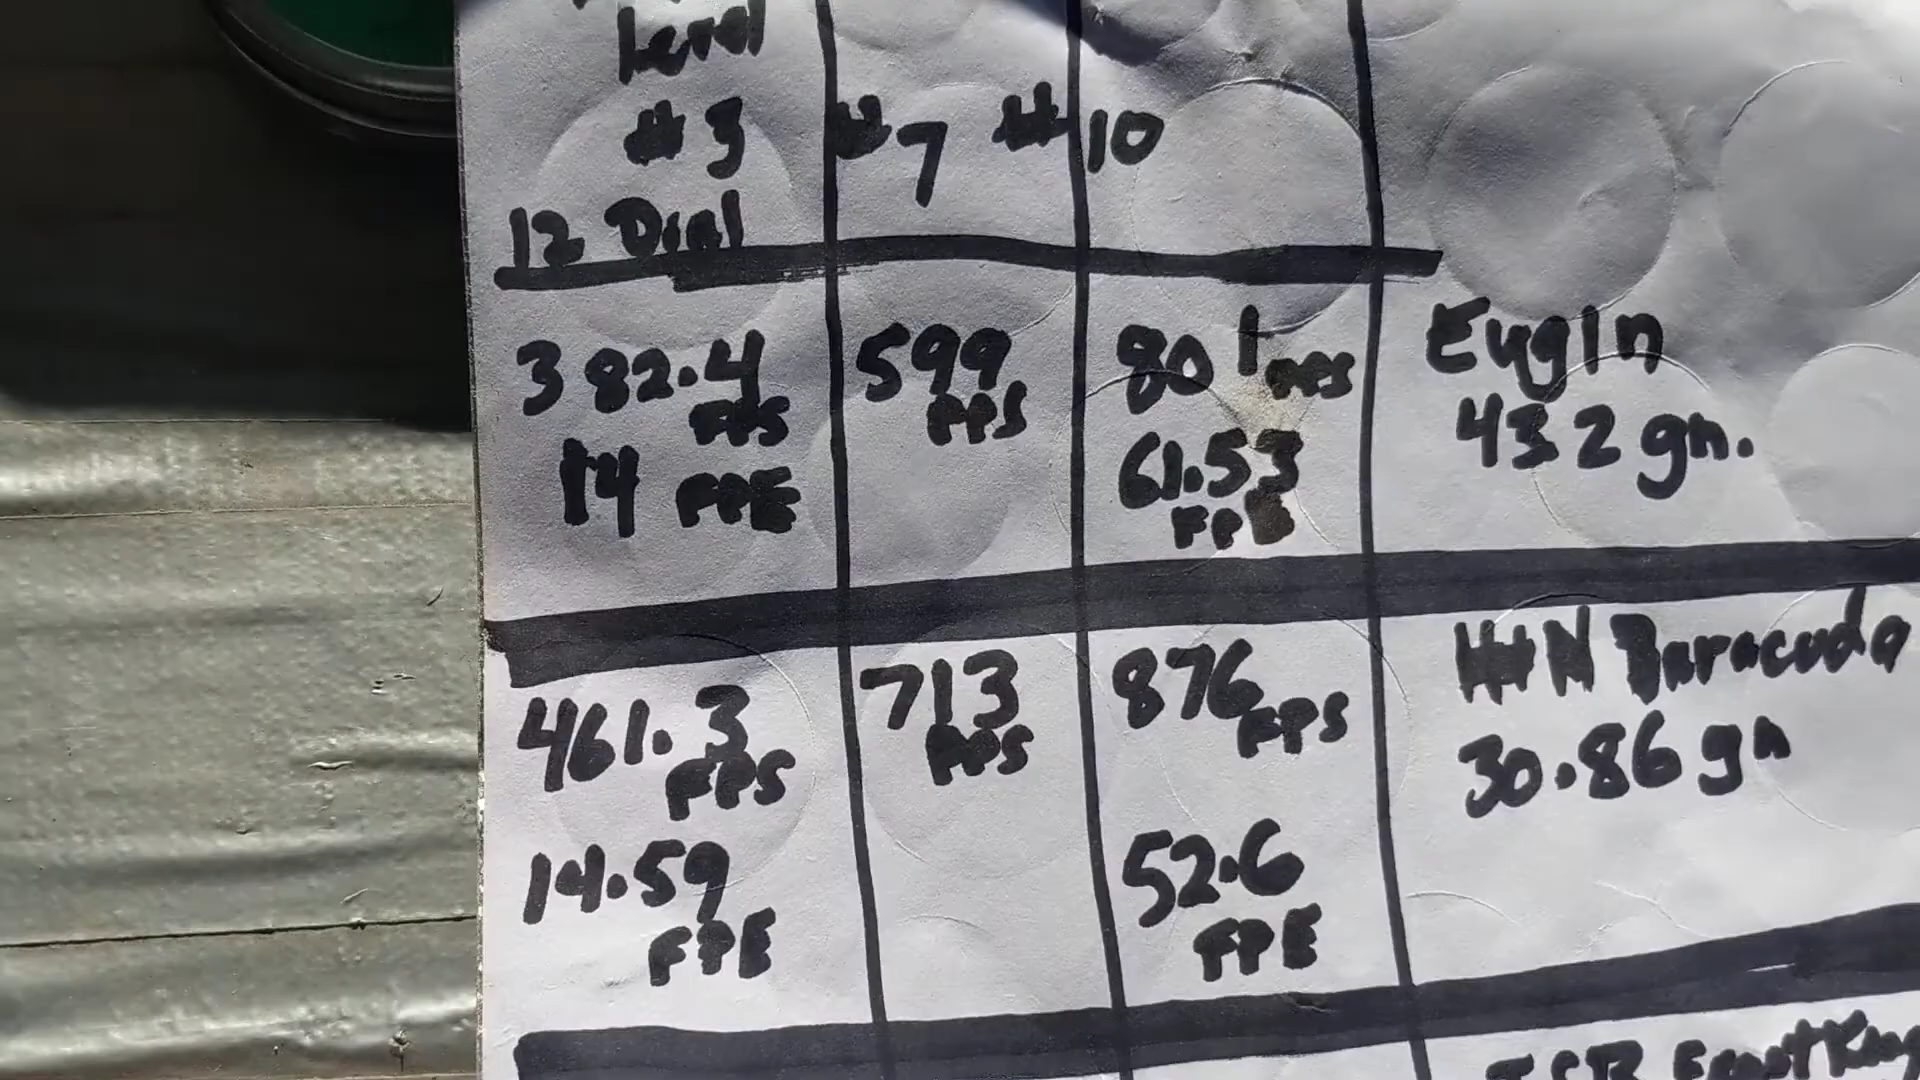 Level
#3 #7 #10
12 Dial
382.4
FPS
14 FPE
599
FPS
801 FPS
61.53
FPE
EugIn
43.2 gn.
461.3
FPS
14.59
FPE
713
FPS
876 FPS
52.6
FPE
H+N Baracuda
30.86 gn
JSB